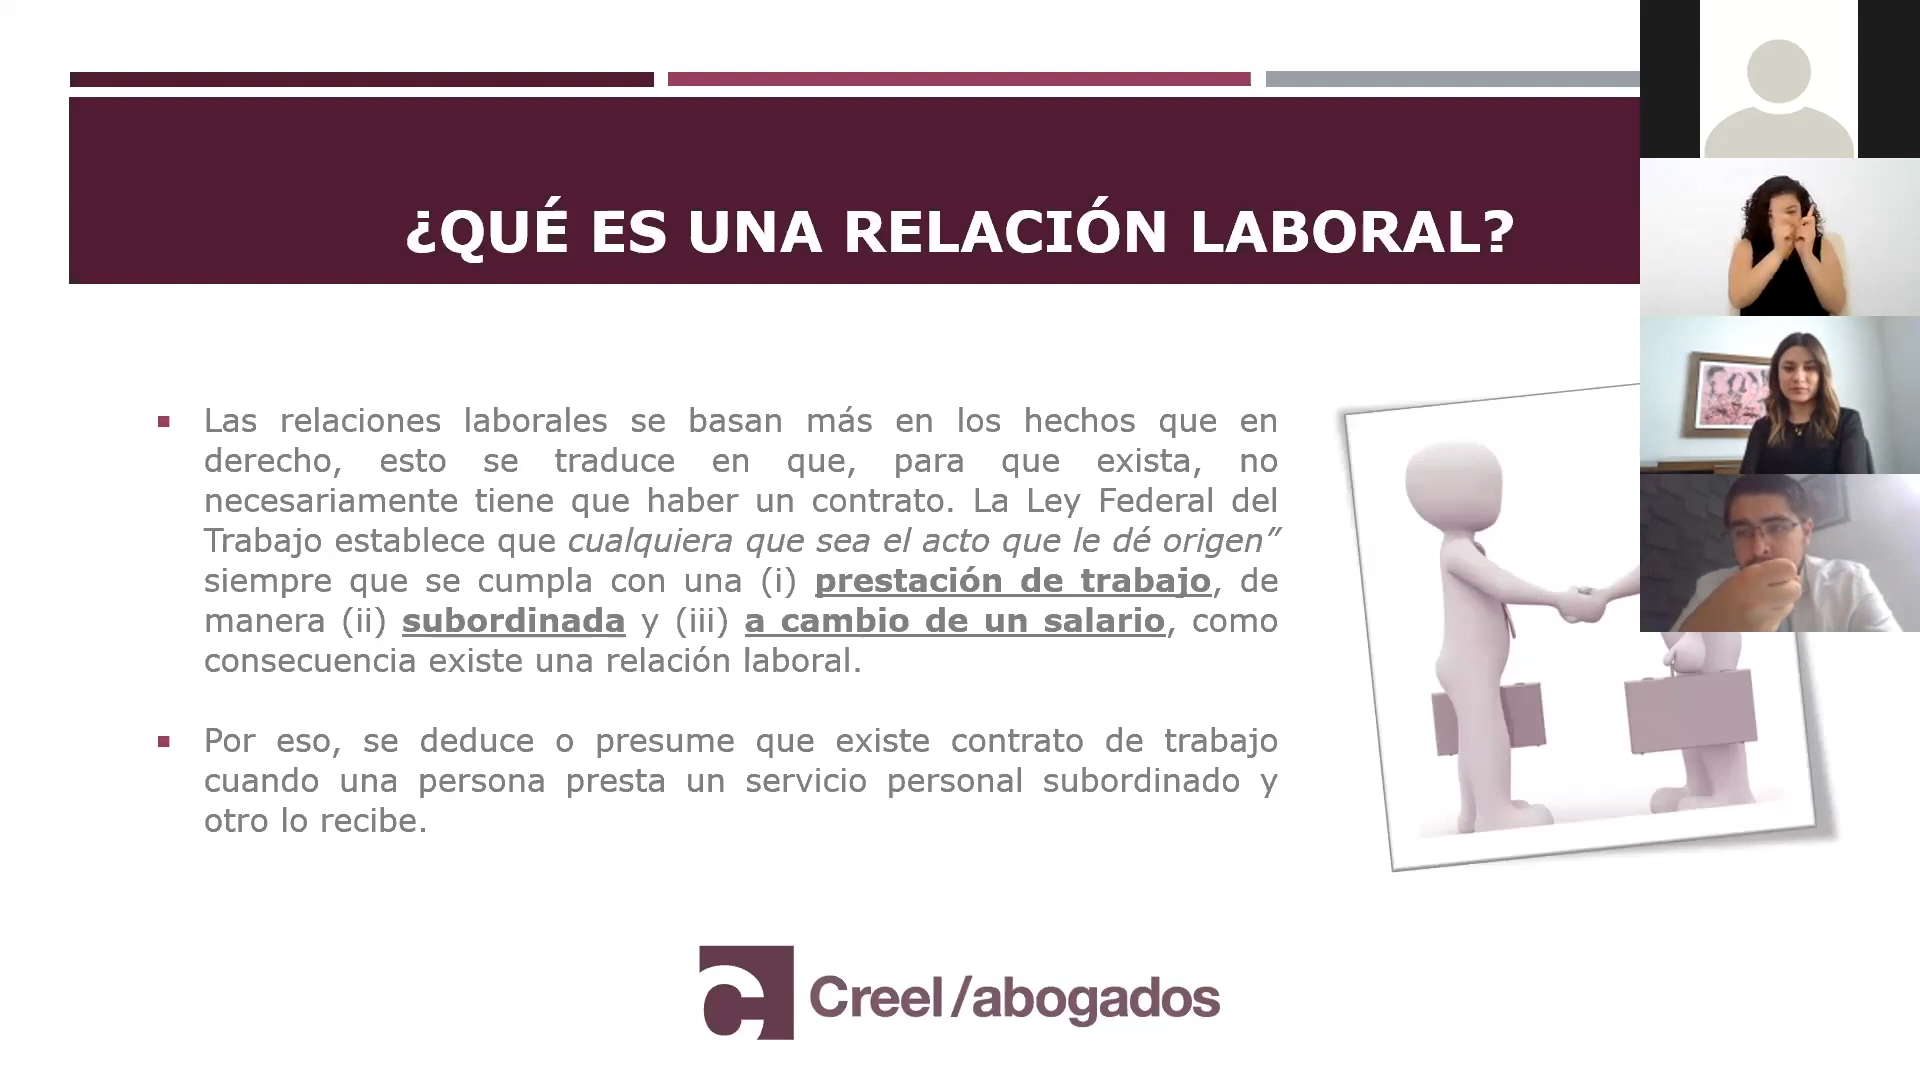 ¿QUÉ ES UNA RELACIÓN LABORAL?
Las relaciones laborales se basan más en los hechos que en
derecho, esto se traduce en que, para que exista, no
necesariamente tiene que haber un contrato. La Ley Federal del
Trabajo establece que cualquiera que sea el acto que le dé origen”
siempre que se cumpla con una (i) prestación de trabajo, de
manera (ii) subordinada y (iii) a cambio de un salario, como
consecuencia existe una relación laboral.
Por eso, se deduce o presume que existe contrato de trabajo
cuando una persona presta un servicio personal subordinado y
otro lo recibe.
Creel/abogados